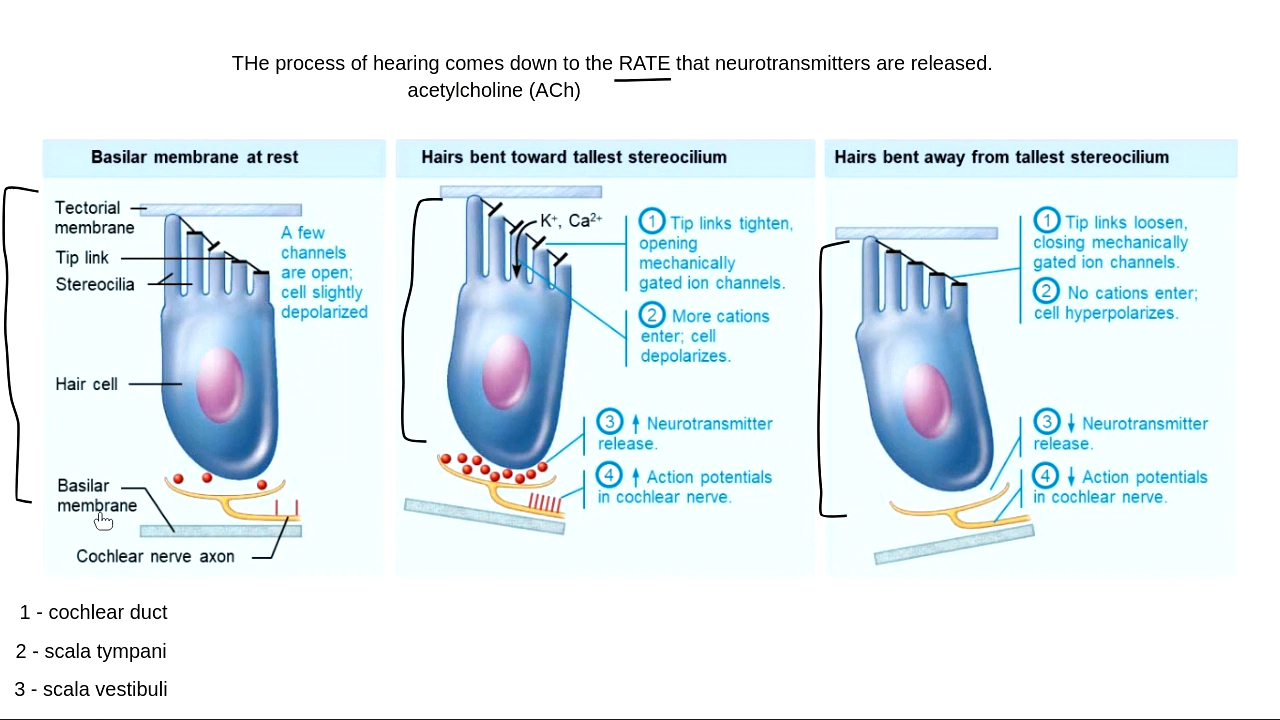 THe process of hearing comes down to the RATE that neurotransmitters are released.
acetylcholine (ACh)
Basilar membrane at rest
Tectorial
membrane
Tip link
Stereocilia
A few
channels
are open;
cell slightly
depolarized
Hair cell
Basilar
membrane
Cochlear nerve axon
Hairs bent toward tallest stereocilium
K+, Ca2+
1 Tip links tighten,
opening
mechanically
gated ion channels.
2 More cations
enter; cell
depolarizes.
3 ↑ Neurotransmitter
release.
4 ↑ Action potentials
in cochlear nerve.
Hairs bent away from tallest stereocilium
1 Tip links loosen,
closing mechanically
gated ion channels.
2 No cations enter;
cell hyperpolarizes.
3 ↓ Neurotransmitter
release.
4 ↓ Action potentials
in cochlear nerve.
1 - cochlear duct
2 - scala tympani
3 - scala vestibuli